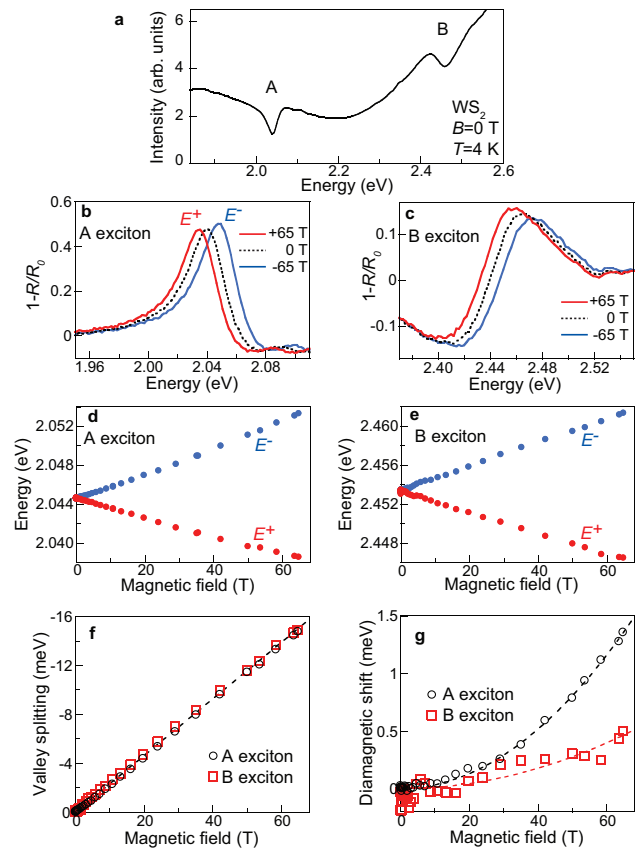 a
Intensity (arb. units)
6
4
2
0
A
B
WS2
B=0 T
T=4 K
2.0
2.2
2.4
2.6
Energy (eV)
b
A exciton
1-R/R0
0.6
0.4
0.2
0
E+
E-
+65 T
0 T
-65 T
1.96
2.00
2.04
2.08
Energy (eV)
c
B exciton
1-R/R0
0.1
0
-0.1
+65 T
0 T
-65 T
2.40
2.44
2.48
2.52
Energy (eV)
d
A exciton
Energy (eV)
2.052
2.048
2.044
2.040
E-
E+
0
20
40
60
Magnetic field (T)
e
B exciton
Energy (eV)
2.460
2.456
2.452
2.448
E-
E+
0
20
40
60
Magnetic field (T)
f
Valley splitting (meV)
-16
-12
-8
-4
0
A exciton
B exciton
0
20
40
60
Magnetic field (T)
g
Diamagnetic shift (meV)
1.5
1
0.5
0
A exciton
B exciton
0
20
40
60
Magnetic field (T)